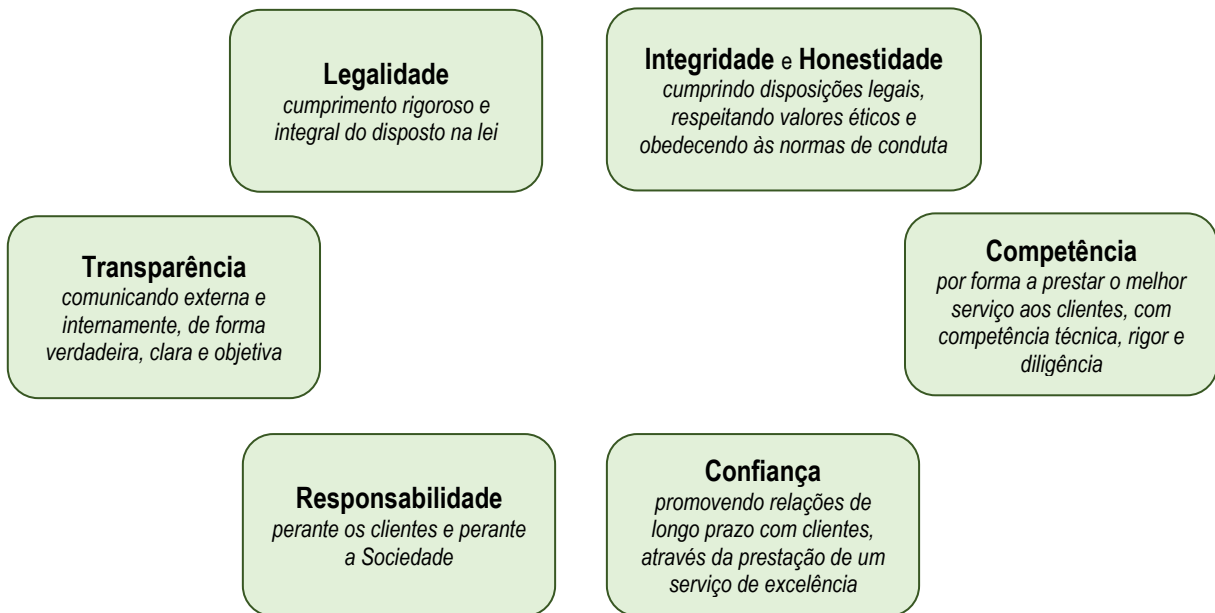 Legalidade
cumprimento rigoroso e
integral do disposto na lei
Integridade e Honestidade
cumprindo disposições legais,
respeitando valores éticos e
obedecendo às normas de conduta
Transparência
comunicando externa e
internamente, de forma
verdadeira, clara e objetiva
Competência
por forma a prestar o melhor
serviço aos clientes, com
competência técnica, rigor e
diligência
Responsabilidade
perante os clientes e perante
a Sociedade
Confiança
promovendo relações de
longo prazo com clientes,
através da prestação de um
serviço de excelência